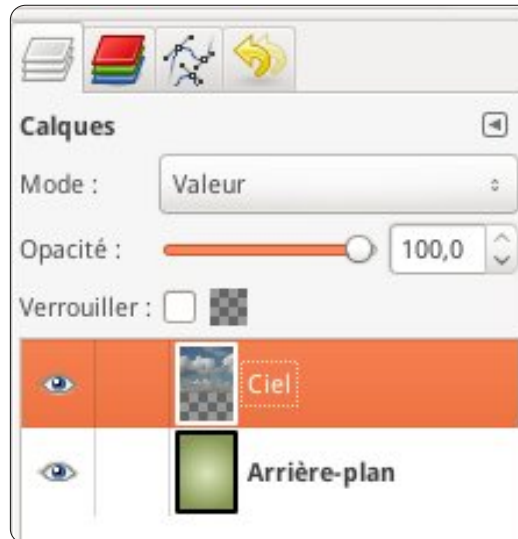 Calques
Mode : Valeur
Opacité : 100,0
Verrouiller :
Ciel
Arrière-plan